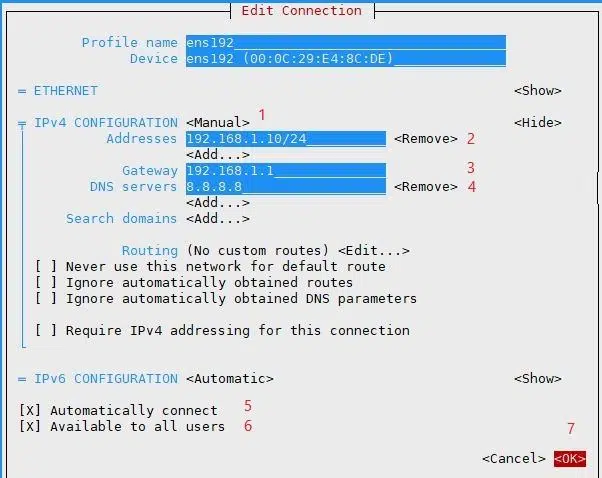 Edit Connection
Profile name ens192
Device ens192 (00:0C:29:E4:8C:DE)
= ETHERNET <Show>
IPv4 CONFIGURATION <Manual> 1 <Hide>
Addresses 192.168.1.10/24 <Remove> 2
<Add...>
Gateway 192.168.1.1 3
DNS servers 8.8.8.8 <Remove> 4
<Add...>
Search domains <Add...>
Routing (No custom routes) <Edit...>
[ ] Never use this network for default route
[ ] Ignore automatically obtained routes
[ ] Ignore automatically obtained DNS parameters
[ ] Require IPv4 addressing for this connection
= IPv6 CONFIGURATION <Automatic> <Show>
[X] Automatically connect 5
[X] Available to all users 6
7
<Cancel> <OK>